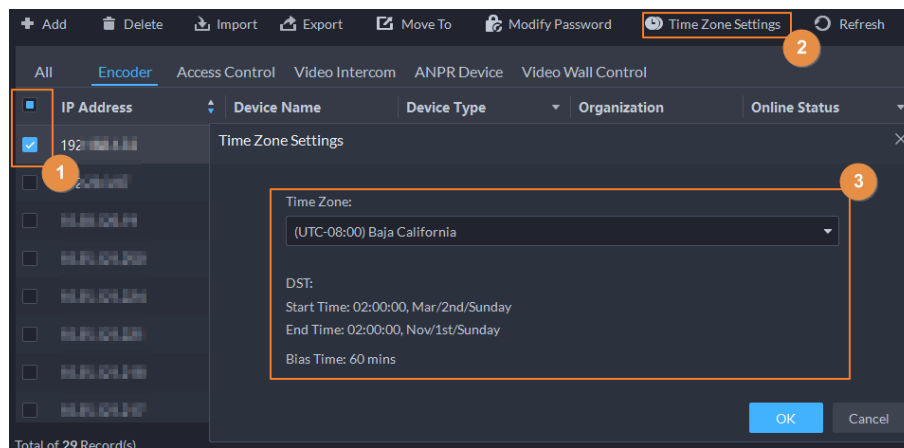 Add Delete Import Export Move To Modify Password Time Zone Settings Refresh
2
All Encoder Access Control Video Intercom ANPR Device Video Wall Control
IP Address Device Name Device Type Organization Online Status
192
Time Zone Settings
1
3
Time Zone:
(UTC-08:00) Baja California
DST:
Start Time: 02:00:00, Mar/2nd/Sunday
End Time: 02:00:00, Nov/1st/Sunday
Bias Time: 60 mins
OK Cancel
Total of 29 Record(s)